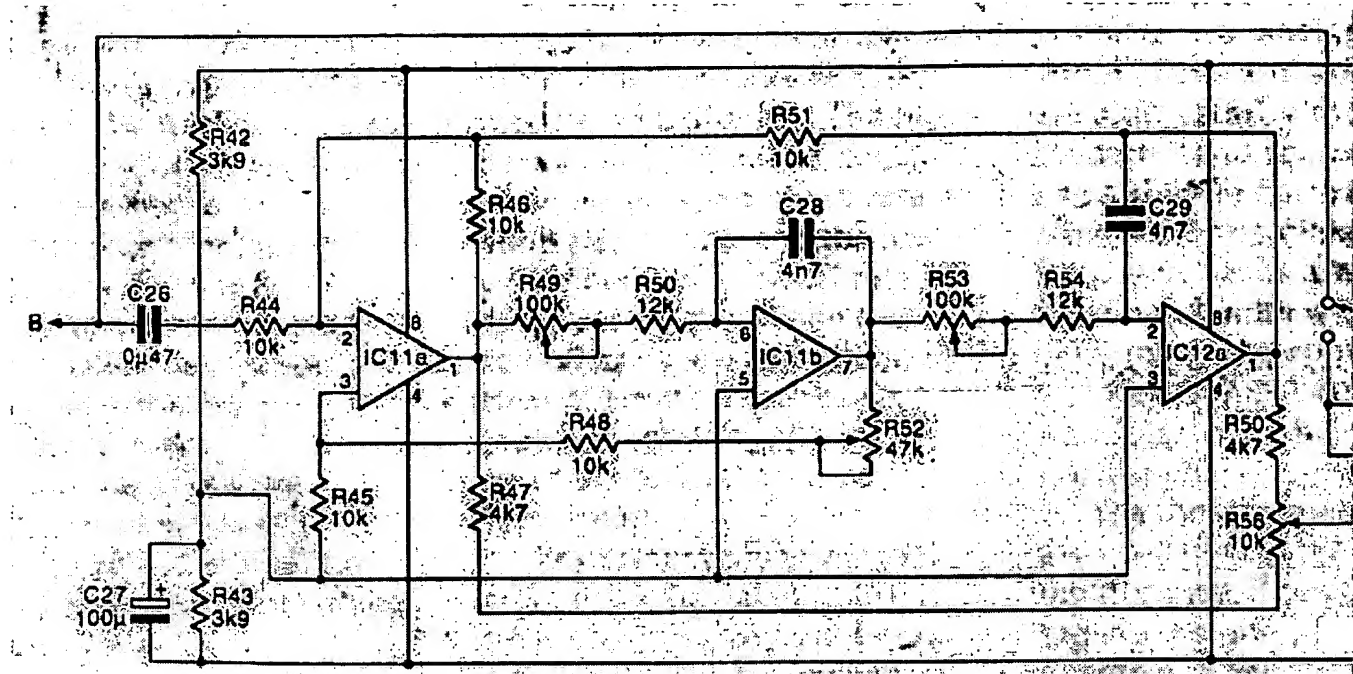 R42
3k9
R51
10k
R46
10k
C28
4n7
C29
4n7
B
C26
0µ47
R44
10k
2
3
8
4
1
IC11a
R49
100k
R50
12k
6
5
7
IC11b
R53
100k
R54
12k
2
3
8
4
1
IC12a
R48
10k
R52
47k
R50
4k7
R45
10k
R47
4k7
R56
10k
C27
100µ
+
R43
3k9